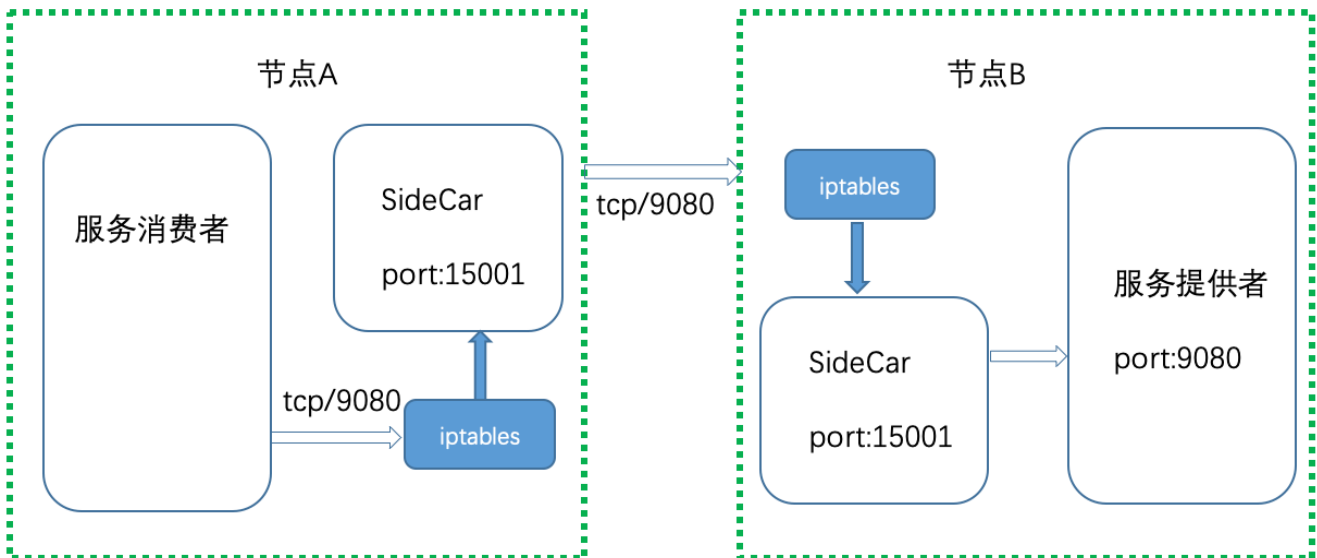 节点A
服务消费者
SideCar
port:15001
tcp/9080
iptables
tcp/9080
节点B
iptables
SideCar
port:15001
服务提供者
port:9080